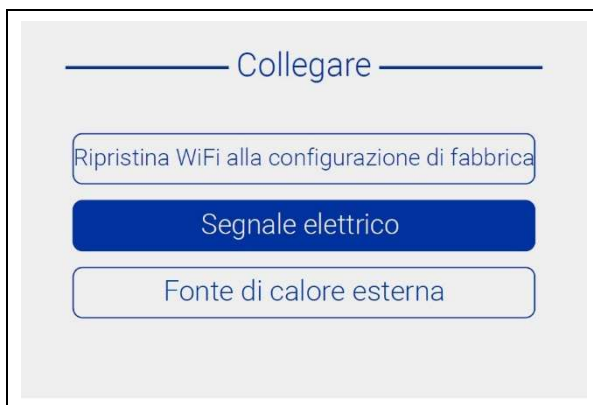 Collegare
Ripristina WiFi alla configurazione di fabbrica
Segnale elettrico
Fonte di calore esterna